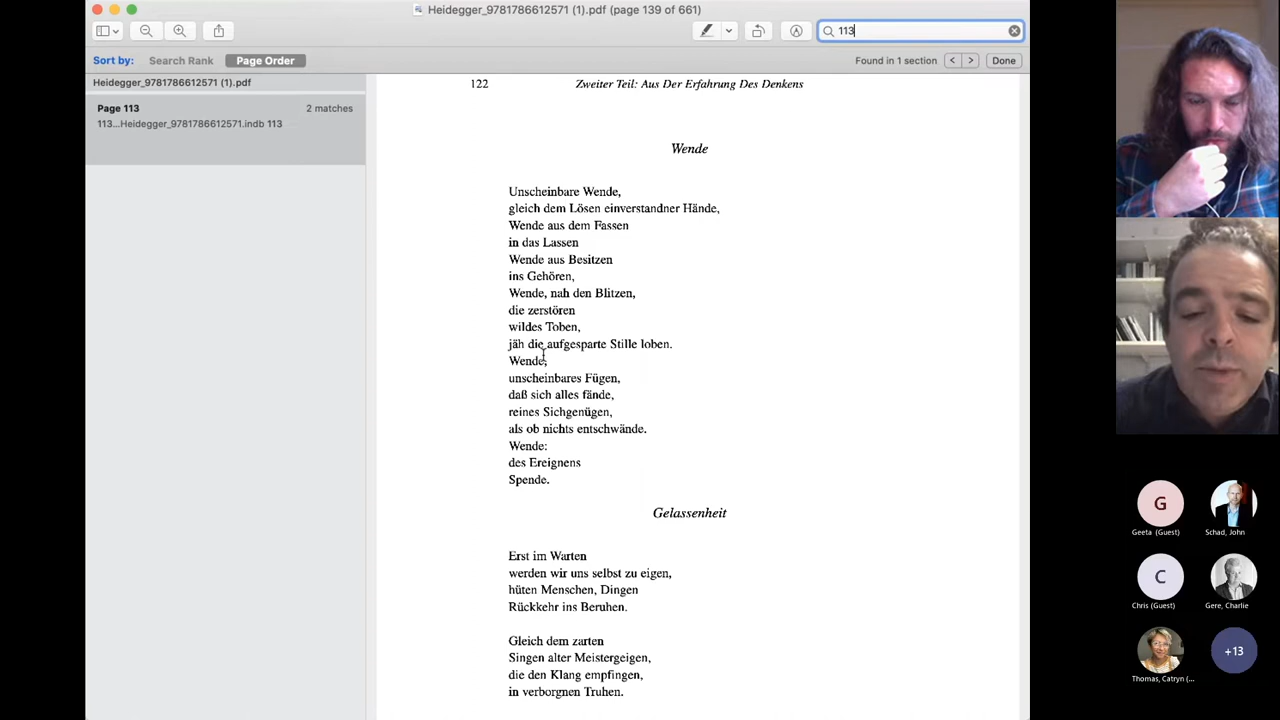 Heidegger_9781786612571 (1).pdf (page 139 of 661)
113
Sort by:
Search Rank
Page Order
Found in 1 section
Done
Heidegger_9781786612571 (1).pdf
Page 113
2 matches
113...Heidegger_9781786612571.indb 113
122
Zweiter Teil: Aus Der Erfahrung Des Denkens
Wende
Unscheinbare Wende,
gleich dem Lösen einverstandner Hände,
Wende aus dem Fassen
in das Lassen
Wende aus Besitzen
ins Gehören,
Wende, nah den Blitzen,
die zerstören
wildes Toben,
jäh die aufgesparte Stille loben.
Wende,
unscheinbares Fügen,
daß sich alles fände,
reines Sichgenügen,
als ob nichts entschwände.
Wende:
des Ereignens
Spende.
Gelassenheit
Erst im Warten
werden wir uns selbst zu eigen,
hüten Menschen, Dingen
Rückkehr ins Beruhen.
Gleich dem zarten
Singen alter Meistergeigen,
die den Klang empfingen,
in verborgnen Truhen.
G
Geeta (Guest)
Schad, John
C
Chris (Guest)
Gere, Charlie
Thomas, Catryn (...
+13